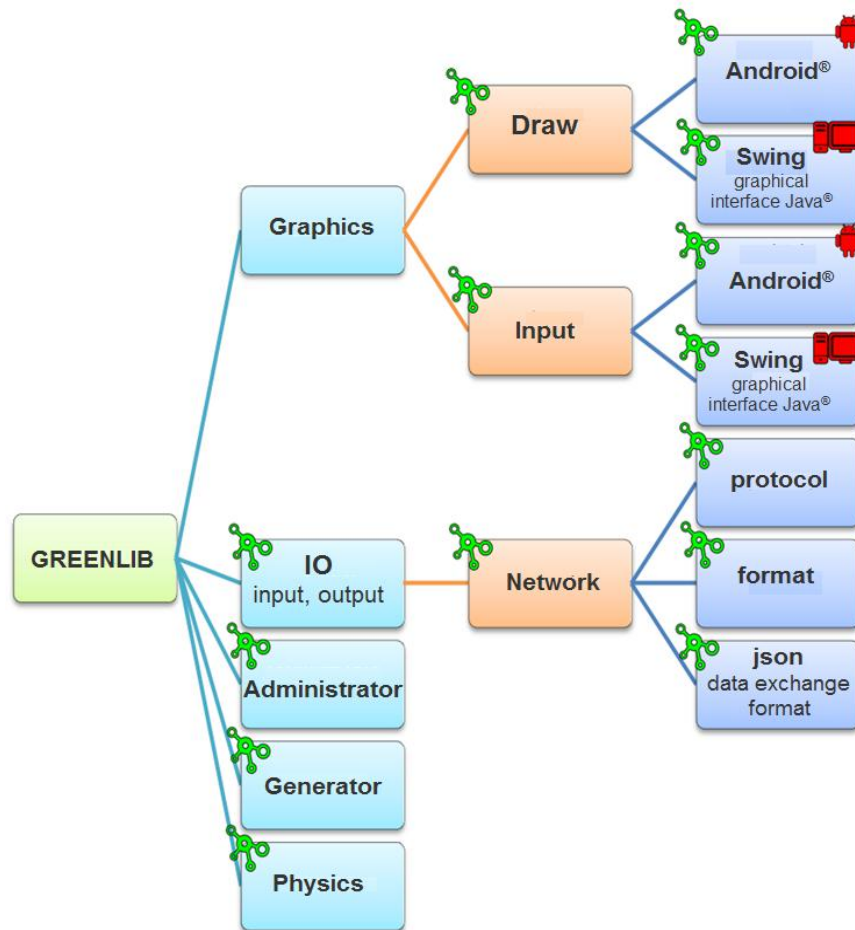 Android®
Draw
Swing
graphical
interface Java®
Graphics
Android®
Input
Swing
graphical
interface Java®
protocol
GREENLIB
IO
input, output
Network
format
Administrator
json
data exchange
format
Generator
Physics